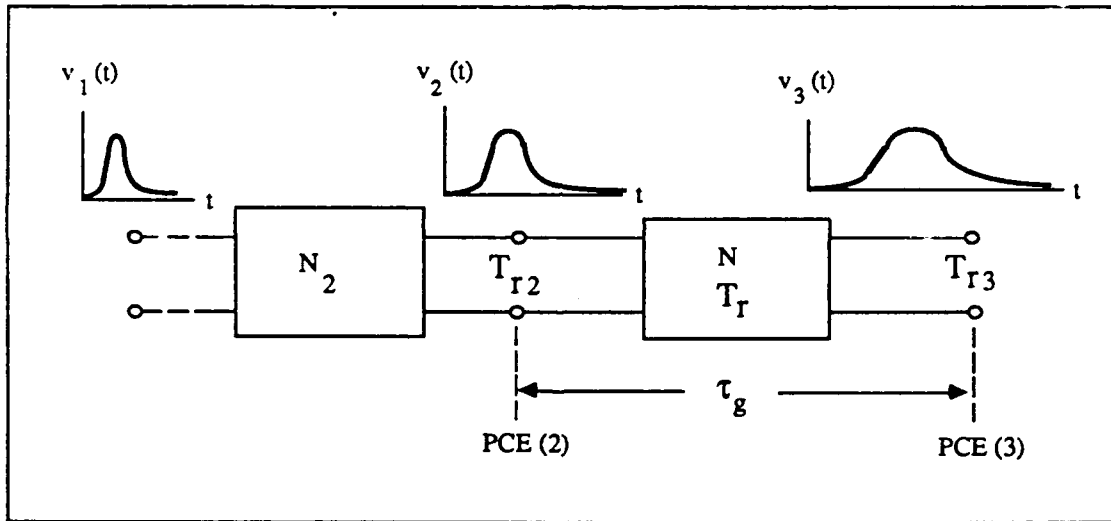 v1(t)
t
v2(t)
t
v3(t)
t
N2
Tr2
N
Tr
Tr3
τg
PCE (2)
PCE (3)